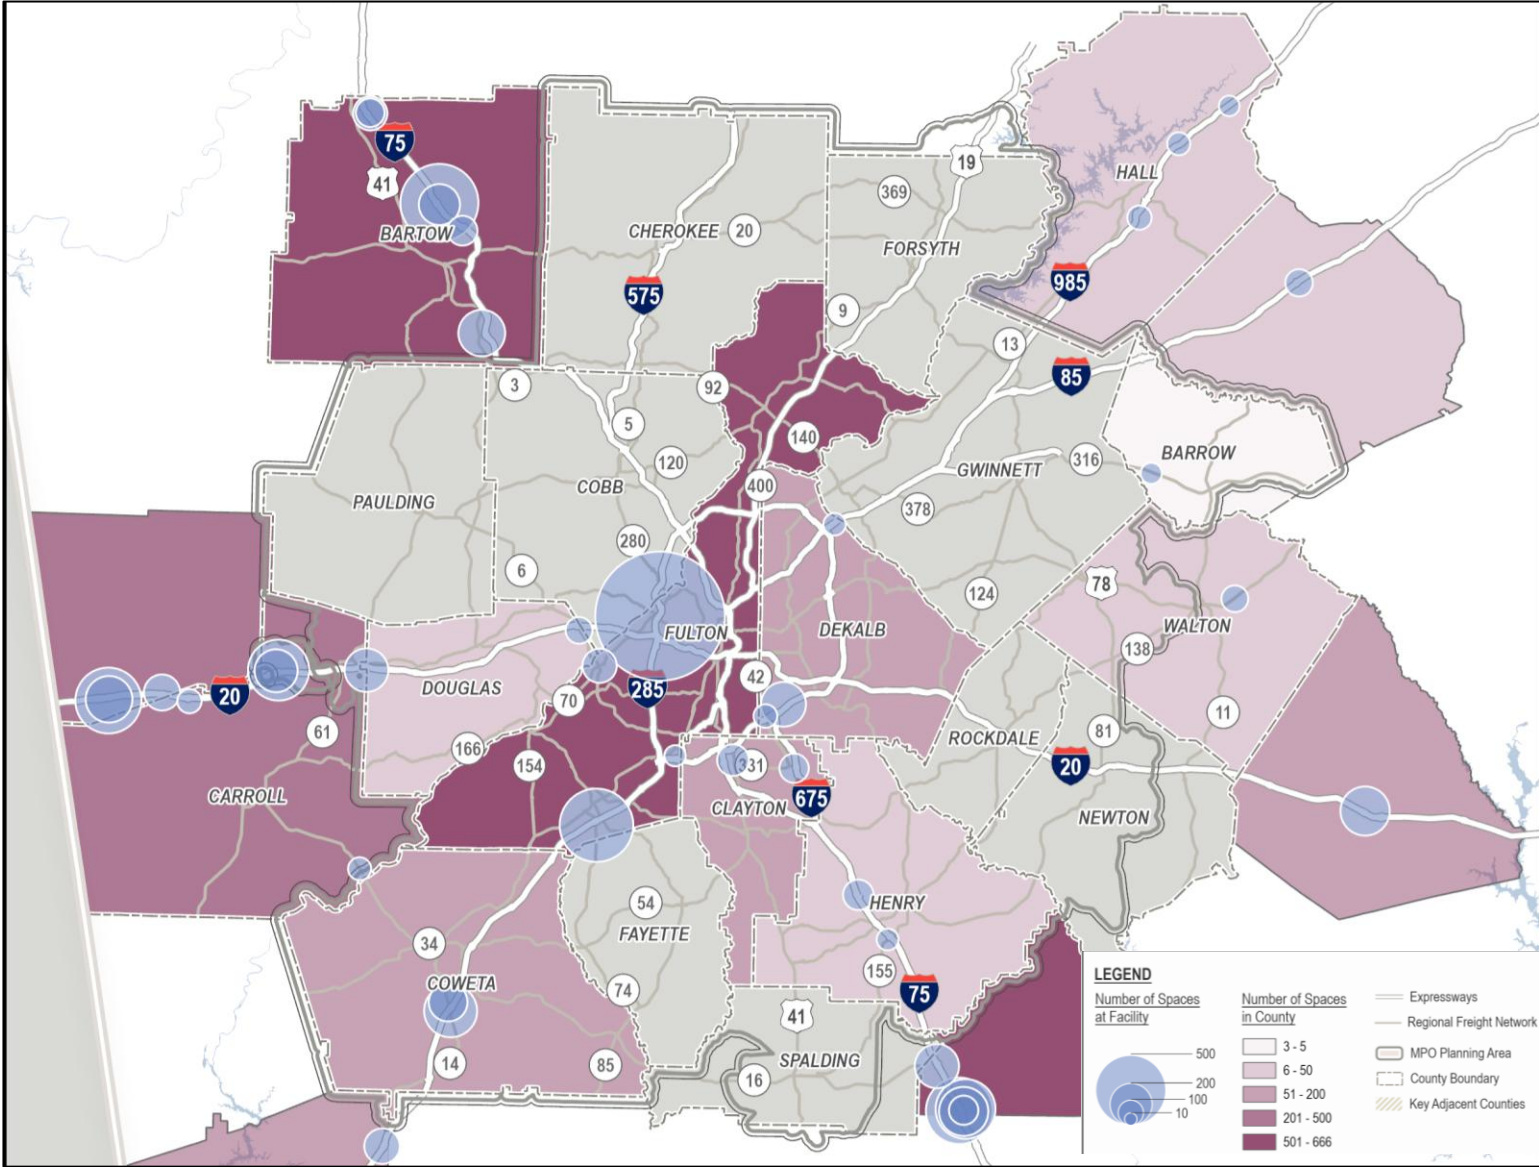 75
41
19
369
HALL
BARTOW
CHEROKEE
20
FORSYTH
985
575
9
13
85
3
92
5
140
BARROW
120
GWINNETT
316
COBB
400
PAULDING
378
280
6
78
124
FULTON
DEKALB
WALTON
138
20
DOUGLAS
285
42
70
61
166
154
331
ROCKDALE
81
11
20
CARROLL
675
CLAYTON
NEWTON
54
HENRY
FAYETTE
34
155
COWETA
74
75
41
SPALDING
14
85
16
LEGEND
Number of Spaces
at Facility
500
200
100
10
Number of Spaces
in County
3 - 5
6 - 50
51 - 200
201 - 500
501 - 666
Expressways
Regional Freight Network
MPO Planning Area
County Boundary
Key Adjacent Counties